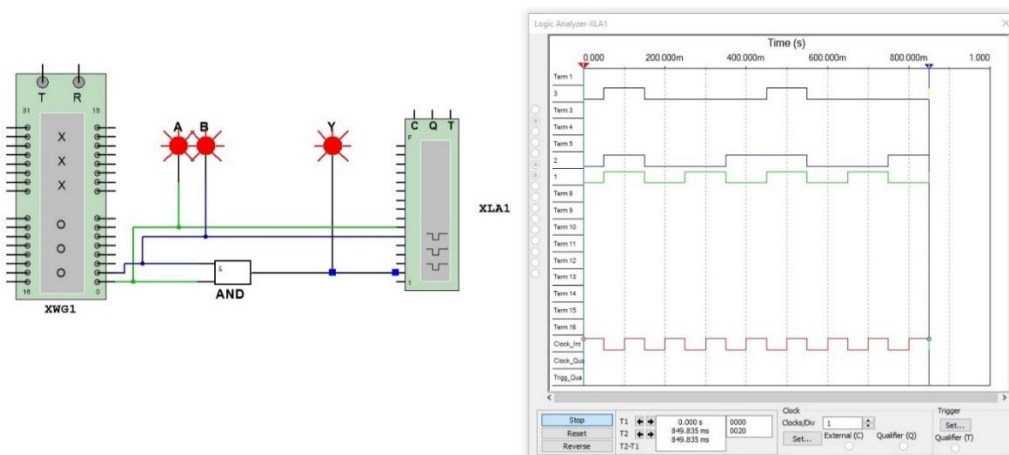 T R
31 15
X
X
X
O
O
O
16 0
XWG1
A B
Y
&
AND
C Q T
F
1
XLA1
Logic Analyzer-XLA1
Time (s)
0.000 200.000m 400.000m 600.000m 800.000m 1.000
Term 1
3
Term 3
Term 4
Term 5
2
1
Term 8
Term 9
Term 10
Term 11
Term 12
Term 13
Term 14
Term 15
Term 16
Clock_Int
Clock_Qua
Trigg_Qua
Stop
Reset
Reverse
T1
T2
T2-T1
0.000 s
849.835 ms
849.835 ms
0000
0020
Clock
Clocks/Div 1
Set...
External (C)
Qualifier (Q)
Trigger
Set...
Qualifier (T)